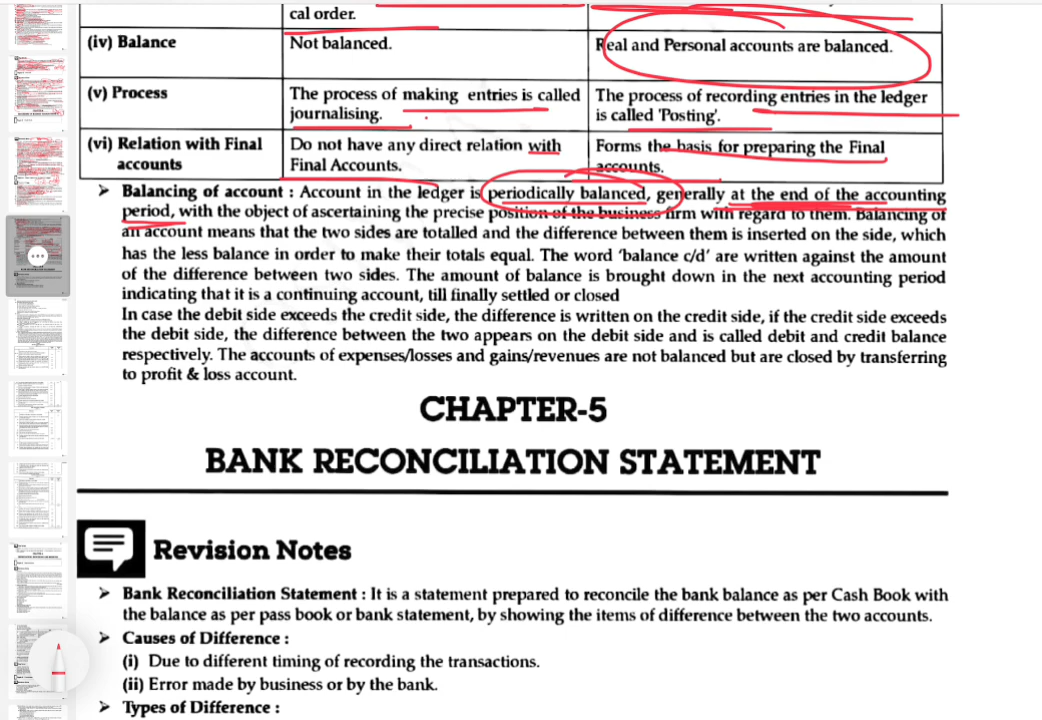 cal order.
(iv) Balance
Not balanced.
Real and Personal accounts are balanced.
(v) Process
The process of making entries is called
journalising.
The process of recording entries in the ledger
is called 'Posting'.
(vi) Relation with Final
accounts
Do not have any direct relation with
Final Accounts.
Forms the basis for preparing the Final
accounts.
➤ Balancing of account : Account in the ledger is periodically balanced, generally at the end of the accounting
period, with the object of ascertaining the precise position of the business firm with regard to them. Balancing of
an account means that the two sides are totalled and the difference between them is inserted on the side, which
has the less balance in order to make their totals equal. The word ‘balance c/d’ are written against the amount
of the difference between two sides. The amount of balance is brought down in the next accounting period
indicating that it is a continuing account, till finally settled or closed
In case the debit side exceeds the credit side, the difference is written on the credit side, if the credit side exceeds
the debit side, the difference between the two appears on the debit side and is called debit and credit balance
respectively. The accounts of expenses/losses and gains/revenues are not balanced but are closed by transferring
to profit & loss account.
CHAPTER-5
BANK RECONCILIATION STATEMENT
Revision Notes
➤ Bank Reconciliation Statement : It is a statement prepared to reconcile the bank balance as per Cash Book with
the balance as per pass book or bank statement, by showing the items of difference between the two accounts.
➤ Causes of Difference :
(i) Due to different timing of recording the transactions.
(ii) Error made by business or by the bank.
➤ Types of Difference :